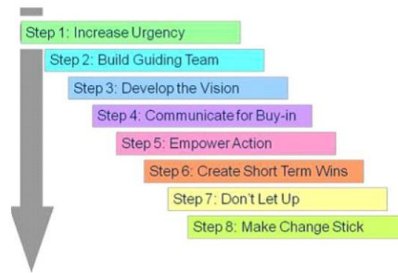 Step 1: Increase Urgency
Step 2: Build Guiding Team
Step 3: Develop the Vision
Step 4: Communicate for Buy-in
Step 5: Empower Action
Step 6: Create Short Term Wins
Step 7: Don't Let Up
Step 8: Make Change Stick